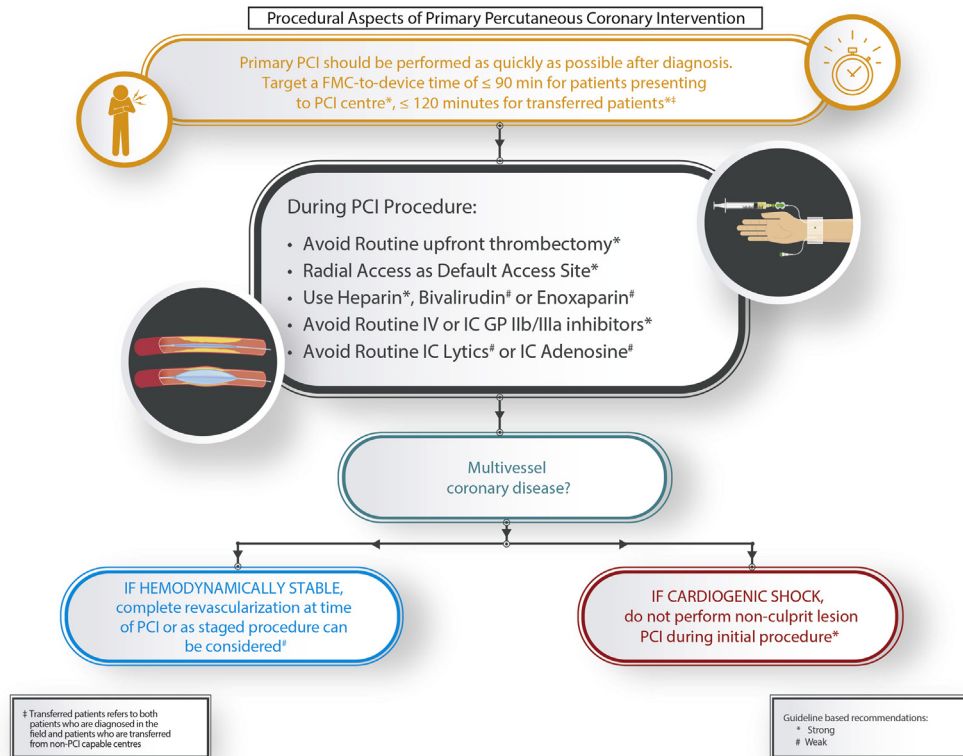 Procedural Aspects of Primary Percutaneous Coronary Intervention
Primary PCI should be performed as quickly as possible after diagnosis.
Target a FMC-to-device time of ≤ 90 min for patients presenting
to PCI centre*, ≤ 120 minutes for transferred patients*‡
During PCI Procedure:
• Avoid Routine upfront thrombectomy*
• Radial Access as Default Access Site*
• Use Heparin*, Bivalirudin# or Enoxaparin#
• Avoid Routine IV or IC GP IIb/IIIa inhibitors*
• Avoid Routine IC Lytics# or IC Adenosine#
Multivessel
coronary disease?
IF HEMODYNAMICALLY STABLE,
complete revascularization at time
of PCI or as staged procedure can
be considered#
IF CARDIOGENIC SHOCK,
do not perform non-culprit lesion
PCI during initial procedure*
‡ Transferred patients refers to both
patients who are diagnosed in the
field and patients who are transferred
from non-PCI capable centres
Guideline based recommendations:
* Strong
# Weak